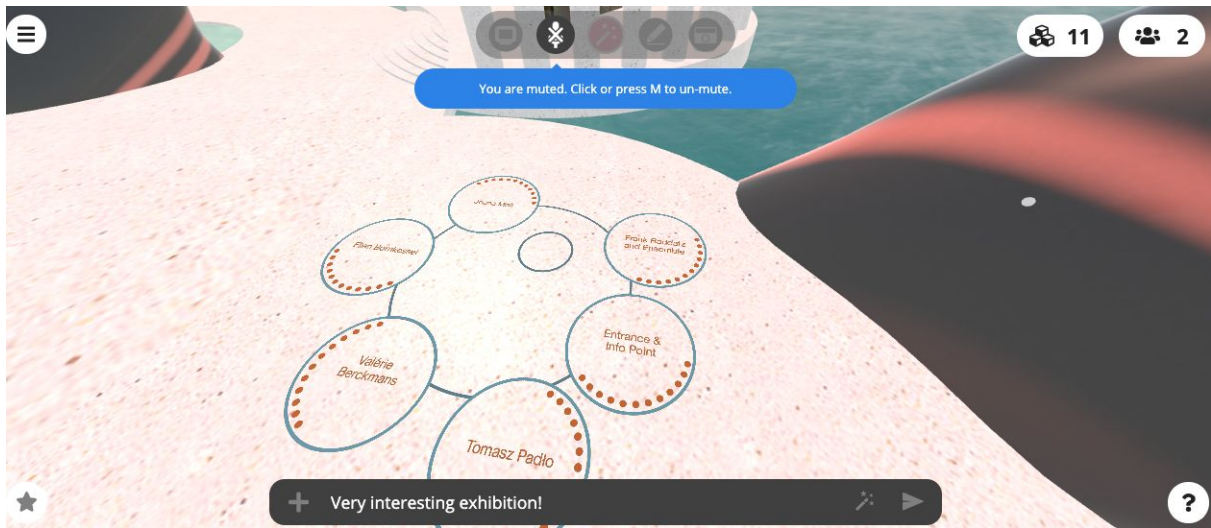 11
2
You are muted. Click or press M to un-mute.
Frank Raddatz
and Ensemble
Entrance &
Info Point
Valérie
Berckmans
Tomasz Padło
Very interesting exhibition!
?